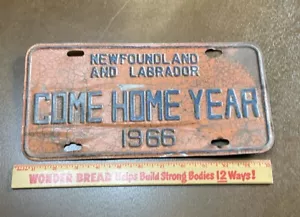 NEWFOUNDLAND
AND LABRADOR
COME HOME YEAR
1966
WONDER BREAD Helps Build Strong Bodies 12 Ways!